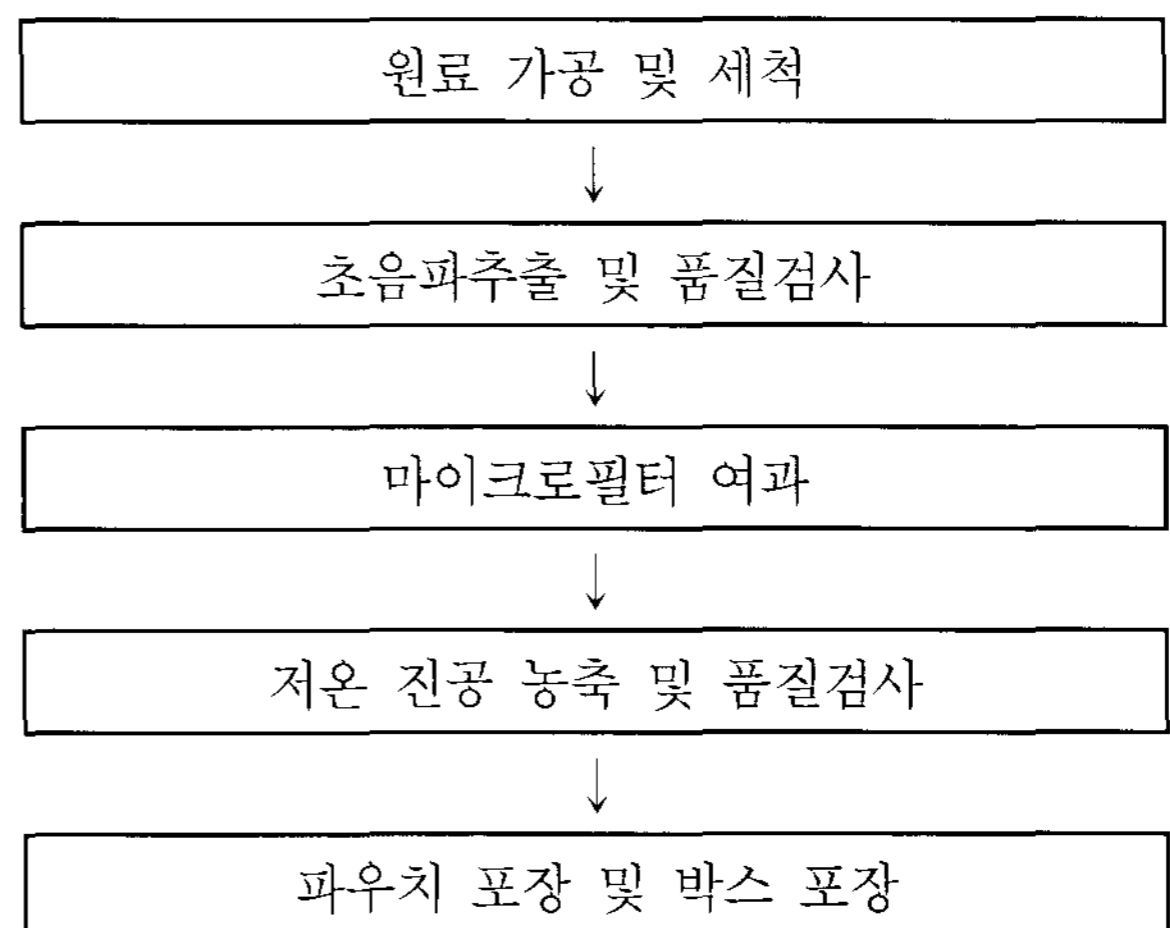 원료 가공 및 세척
↓
초음파추출 및 품질검사
↓
마이크로필터 여과
↓
저온 진공 농축 및 품질검사
↓
파우치 포장 및 박스 포장